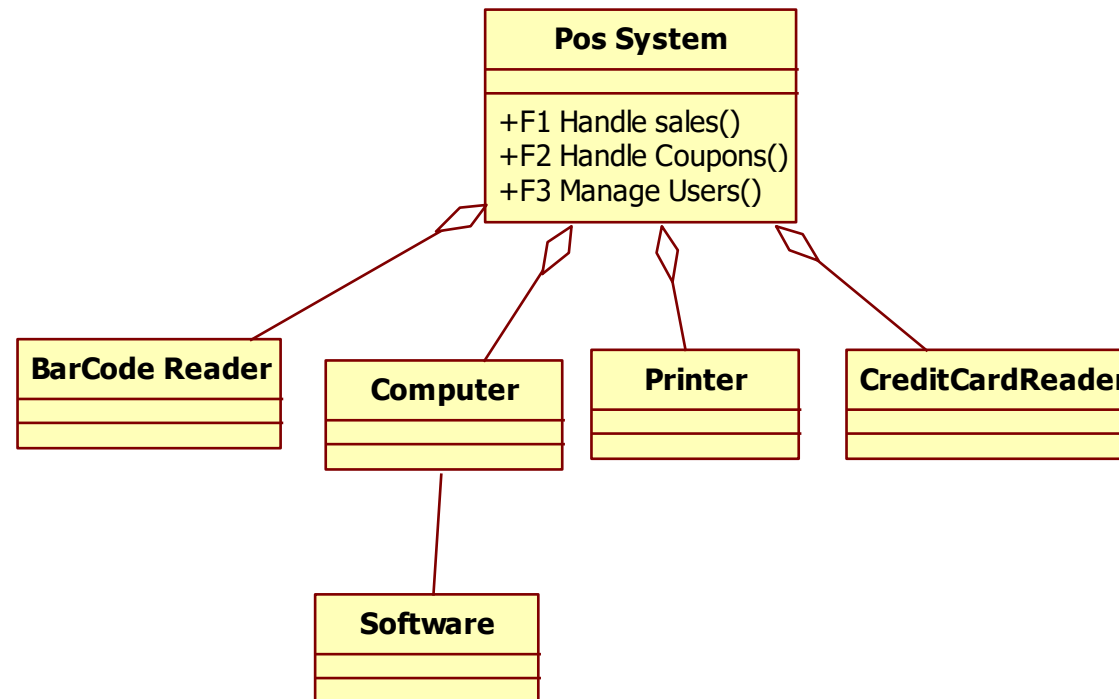 Pos System
+F1 Handle sales()
+F2 Handle Coupons()
+F3 Manage Users()
BarCode Reader
Computer
Printer
CreditCardReader
Software